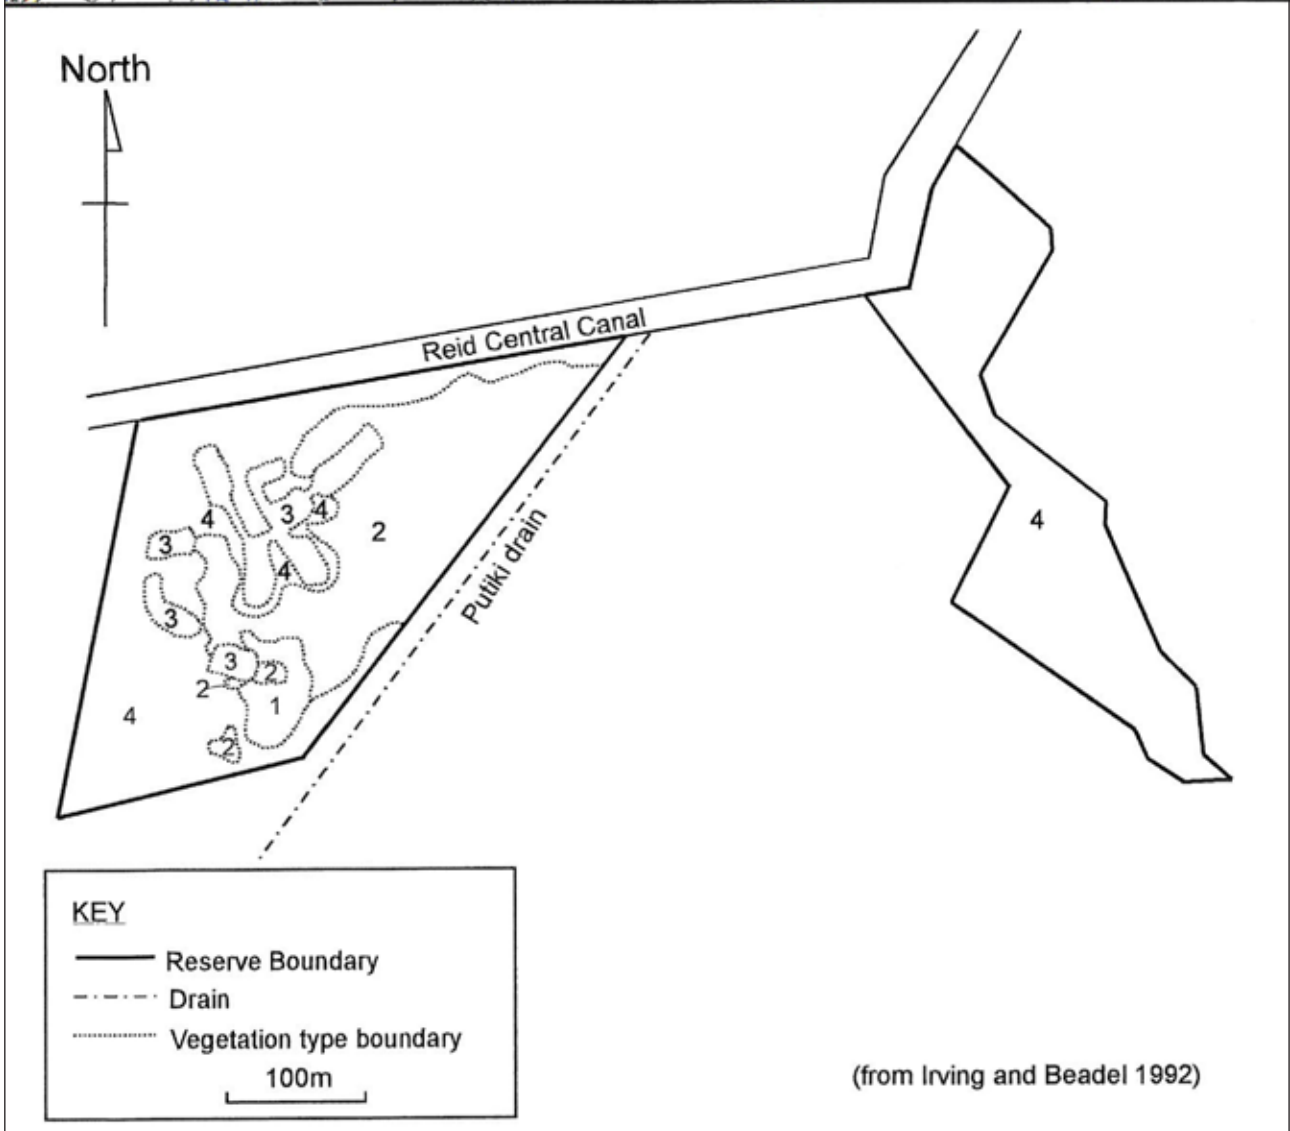 North
Reid Central Canal
4
3
4
3
4
2
4
3
3
2
2
1
4
2
Putiki drain
4
KEY
Reserve Boundary
Drain
Vegetation type boundary
100m
(from Irving and Beadel 1992)